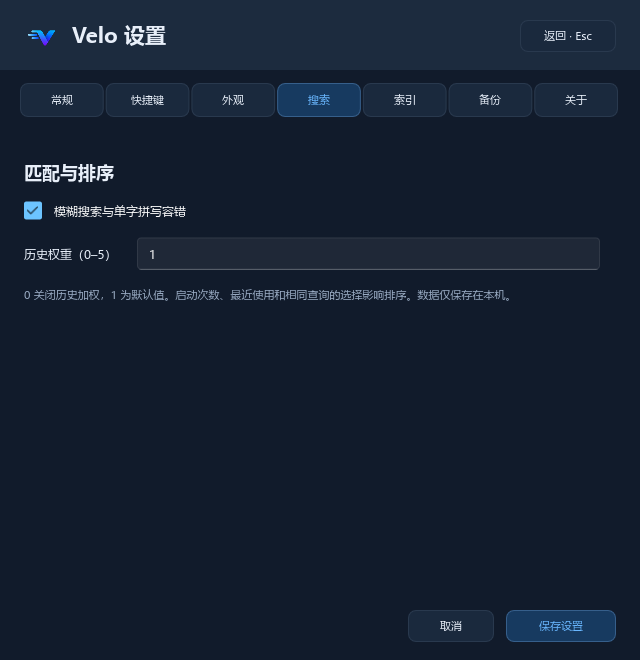 Velo 设置
返回 · Esc
常规 快捷键 外观 搜索 索引 备份 关于
匹配与排序
模糊搜索与单字拼写容错
历史权重（0–5） 1
0 关闭历史加权，1 为默认值。启动次数、最近使用和相同查询的选择影响排序。数据仅保存在本机。
取消 保存设置